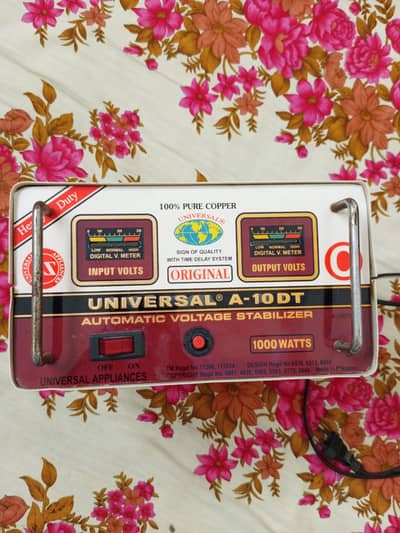 Heavy Duty
100% PURE COPPER
UNIVERSAL®
SIGN OF QUALITY
WITH TIME DELAY SYSTEM
ORIGINAL
LOW NORMAL HIGH
DIGITAL V. METER
INPUT VOLTS
LOW NORMAL HIGH
DIGITAL V. METER
OUTPUT VOLTS
UNIVERSAL® A-10DT
AUTOMATIC VOLTAGE STABILIZER
1000 WATTS
OFF ON
UNIVERSAL APPLIANCES